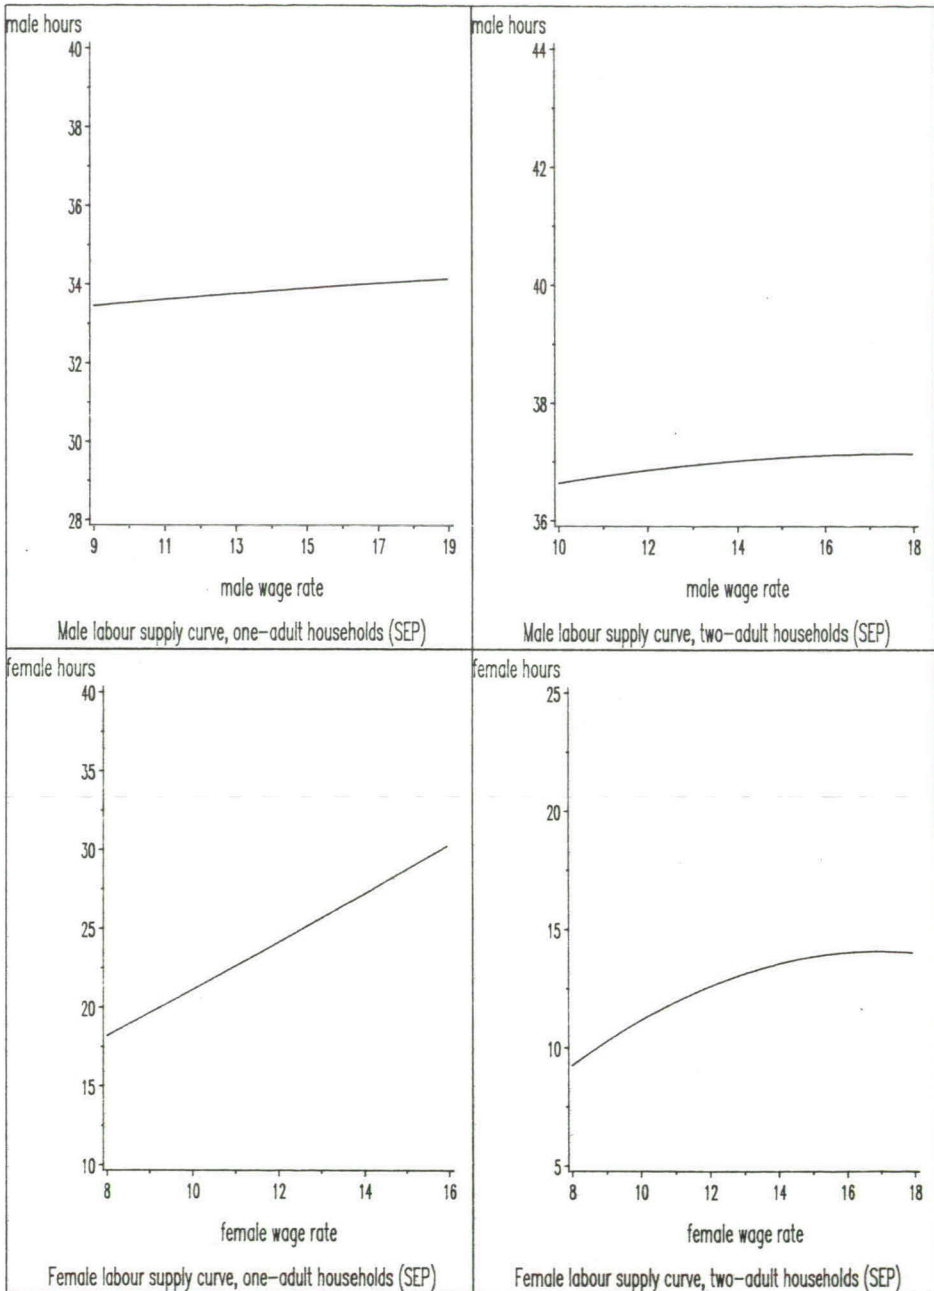 male hours
40
38
36
34
32
30
28
9 11 13 15 17 19
male wage rate
Male labour supply curve, one-adult households (SEP)
male hours
44
42
40
38
36
10 12 14 16 18
male wage rate
Male labour supply curve, two-adult households (SEP)
female hours
40
35
30
25
20
15
10
8 10 12 14 16
female wage rate
Female labour supply curve, one-adult households (SEP)
female hours
25
20
15
10
5
8 10 12 14 16 18
female wage rate
Female labour supply curve, two-adult households (SEP)